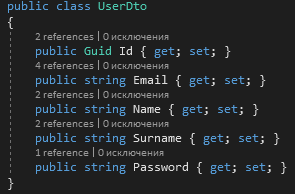 public class UserDto
{
2 references | 0 исключения
public Guid Id { get; set; }
4 references | 0 исключения
public string Email { get; set; }
2 references | 0 исключения
public string Name { get; set; }
2 references | 0 исключения
public string Surname { get; set; }
1 reference | 0 исключения
public string Password { get; set; }
}